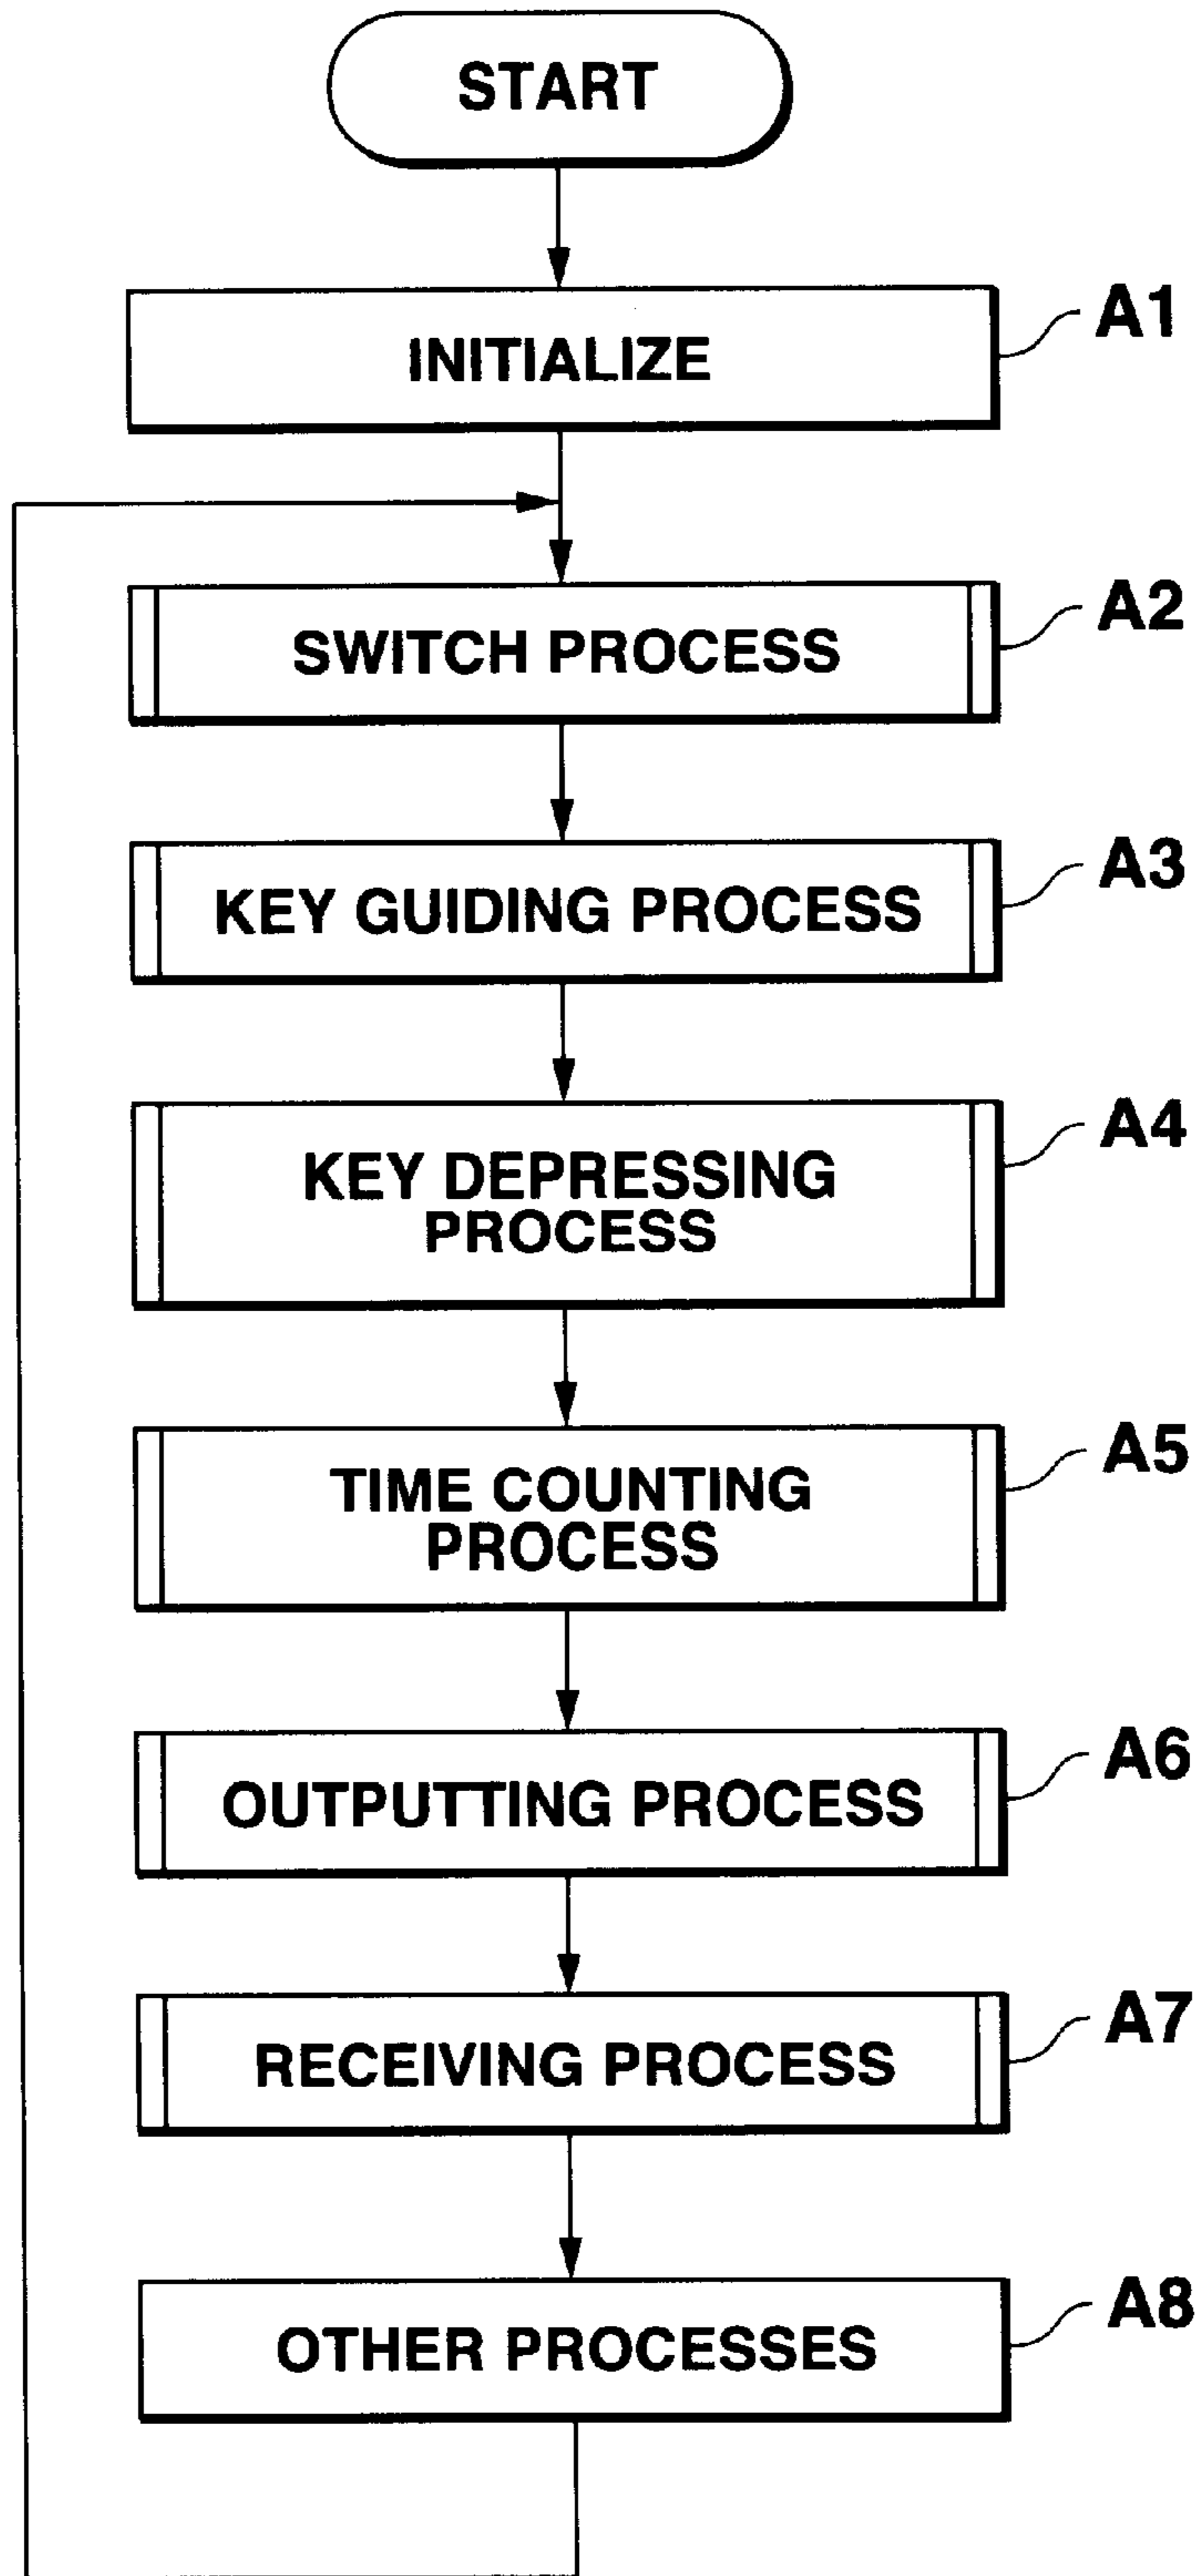 START
INITIALIZE
A1
SWITCH PROCESS
A2
KEY GUIDING PROCESS
A3
KEY DEPRESSING
PROCESS
A4
TIME COUNTING
PROCESS
A5
OUTPUTTING PROCESS
A6
RECEIVING PROCESS
A7
OTHER PROCESSES
A8